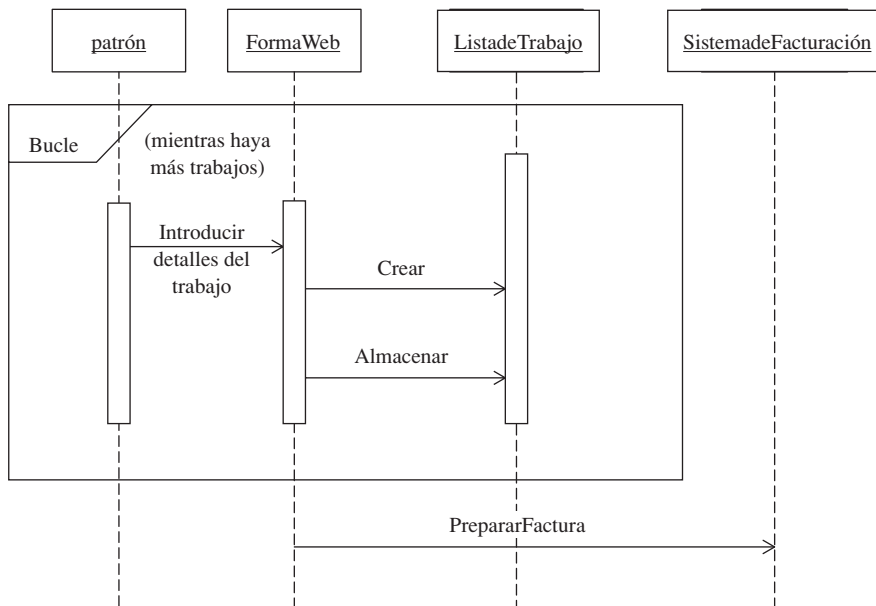 patrón
FormaWeb
ListadeTrabajo
SistemadeFacturación
Bucle
(mientras haya
más trabajos)
Introducir
detalles del
trabajo
Crear
Almacenar
PrepararFactura